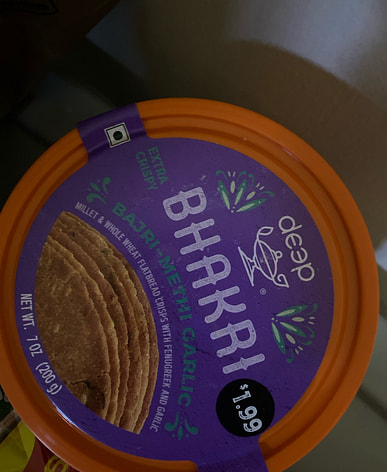 deep
®
BHAKRI
EXTRA
CRISPY
BAJRI-METHI GARLIC
MILLET & WHOLE WHEAT FLATBREAD CRISPS WITH FENUGREEK AND GARLIC
NET WT. 7 OZ (200 g)
$1.99